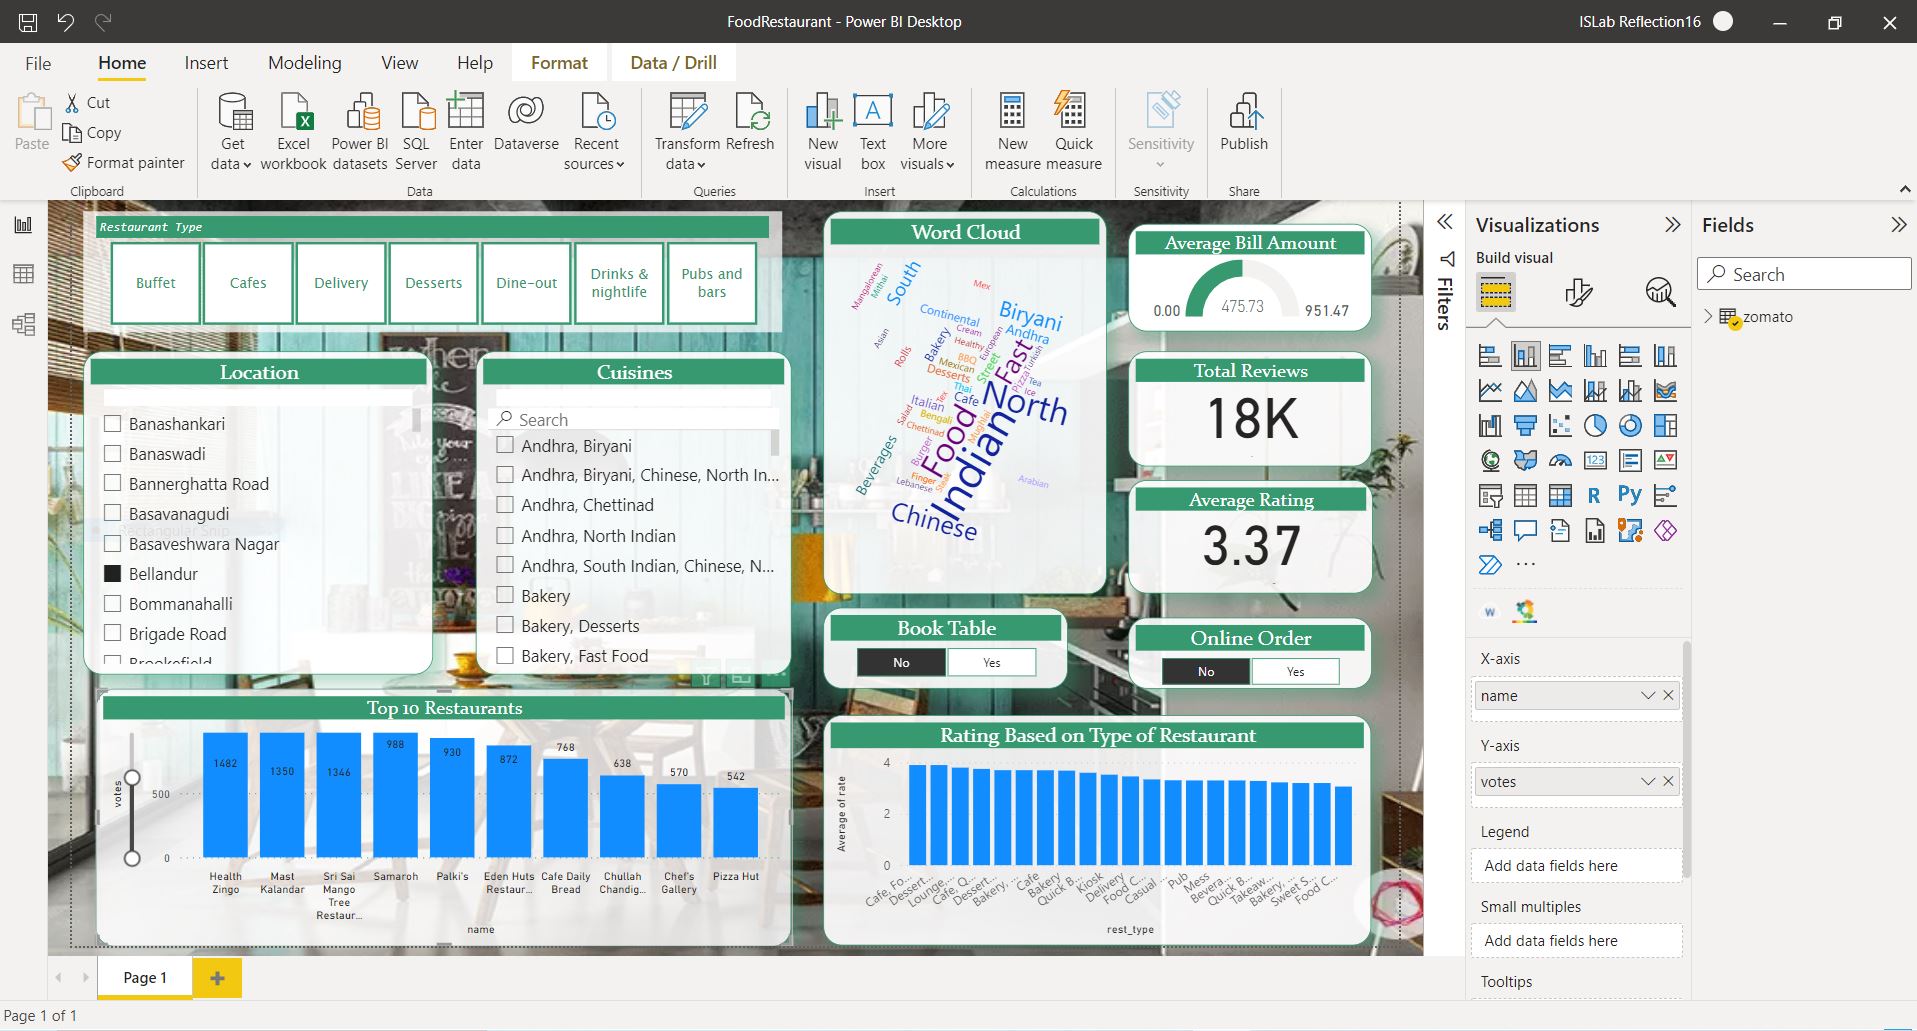 FoodRestaurant - Power BI Desktop
ISLab Reflection16
File
Home
Insert
Modeling
View
Help
Format
Data / Drill
Paste
Cut
Copy
Format painter
Clipboard
Get data
Excel workbook
Power BI datasets
SQL Server
Enter data
Dataverse
Recent sources
Data
Transform data
Refresh
Queries
New visual
Text box
More visuals
Insert
New measure
Quick measure
Calculations
Sensitivity
Sensitivity
Publish
Share
Restaurant Type
Buffet
Cafes
Delivery
Desserts
Dine-out
Drinks & nightlife
Pubs and bars
Location
Banashankari
Banaswadi
Bannerghatta Road
Basavanagudi
Rectangular Snip
Basaveshwara Nagar
Bellandur
Bommanahalli
Brigade Road
Brookefield
Cuisines
Search
Andhra, Biryani
Andhra, Biryani, Chinese, North In...
Andhra, Chettinad
Andhra, North Indian
Andhra, South Indian, Chinese, N...
Bakery
Bakery, Desserts
Bakery, Fast Food
Word Cloud
Mangalorean
Mithai
South
Mex
Continental
Biryani
Asian
Bakery
Cream
Healthy
European
Andhra
Rolls
BBQ
Mexican
Desserts
Street
Fast
Turkish
Pizza
Tea
Ice
Thai
Cafe
Tex
Italian
North
Salad
Bengali
Chettinad
Food
Mughlai
Indian
Beverages
Burger
Finger
Lebanese
Steak
Arabian
Chinese
Average Bill Amount
0.00
475.73
951.47
Total Reviews
18K
Average Rating
3.37
Book Table
No
Yes
Online Order
No
Yes
Top 10 Restaurants
votes
500
0
1482
1350
1346
988
930
872
768
638
570
542
Health Zingo
Mast Kalandar
Sri Sai Mango Tree Restaur...
Samaroh
Palki's
Eden Huts Restaur...
Cafe Daily Bread
Chullah Chandig...
Chef's Gallery
Pizza Hut
name
Rating Based on Type of Restaurant
Average of rate
4
2
0
Cafe, Fo...
Dessert...
Lounge,...
Cafe, Q...
Dessert...
Bakery, ...
Cafe
Bakery
Quick B...
Kiosk
Delivery
Food C...
Casual ...
Pub
Mess
Bevera...
Quick B...
Takeaw...
Bakery, ...
Sweet S...
Food C...
rest_type
Filters
Visualizations
Build visual
123
R
Py
W
X-axis
name
Y-axis
votes
Legend
Add data fields here
Small multiples
Add data fields here
Tooltips
Fields
Search
zomato
Page 1
Page 1 of 1